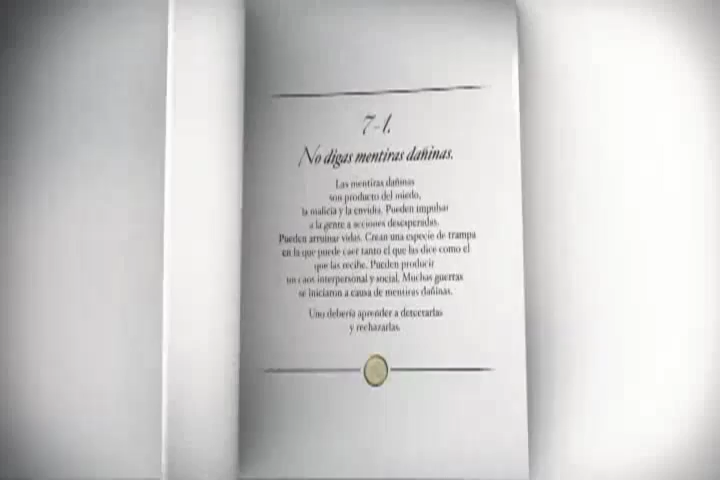 7-1.
No digas mentiras dañinas.
Las mentiras dañinas
son producto del miedo,
la malicia y la envidia. Pueden impulsar
a la gente a acciones desesperadas.
Pueden arruinar vidas. Crean una especie de trampa
en la que puede caer tanto el que las dice como el
que las recibe. Pueden producir
un caos interpersonal y social. Muchas guerras
se iniciaron a causa de mentiras dañinas.
Uno debería aprender a detectarlas
y rechazarlas.